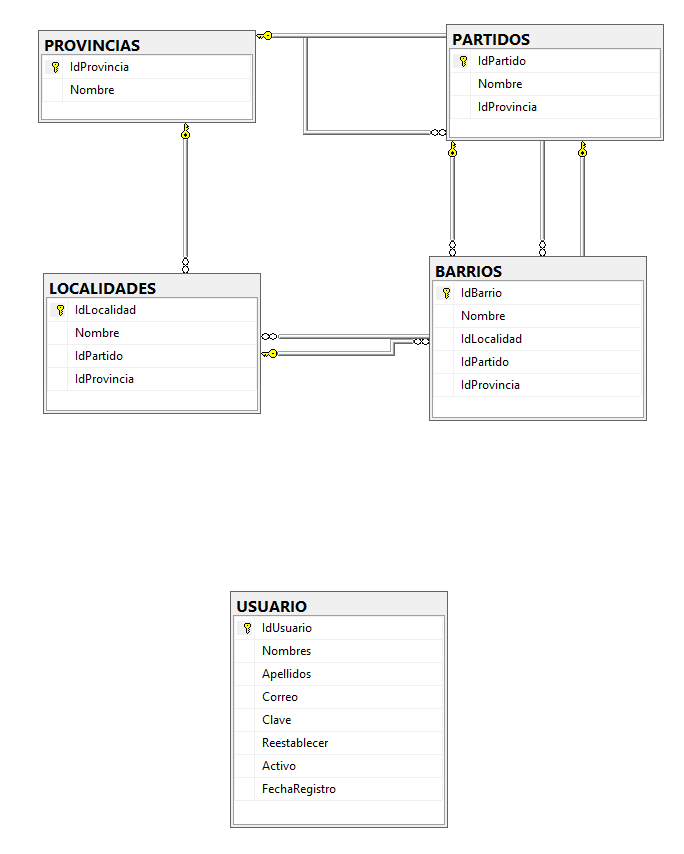 PROVINCIAS
IdProvincia
Nombre
PARTIDOS
IdPartido
Nombre
IdProvincia
LOCALIDADES
IdLocalidad
Nombre
IdPartido
IdProvincia
BARRIOS
IdBarrio
Nombre
IdLocalidad
IdPartido
IdProvincia
USUARIO
IdUsuario
Nombres
Apellidos
Correo
Clave
Reestablecer
Activo
FechaRegistro